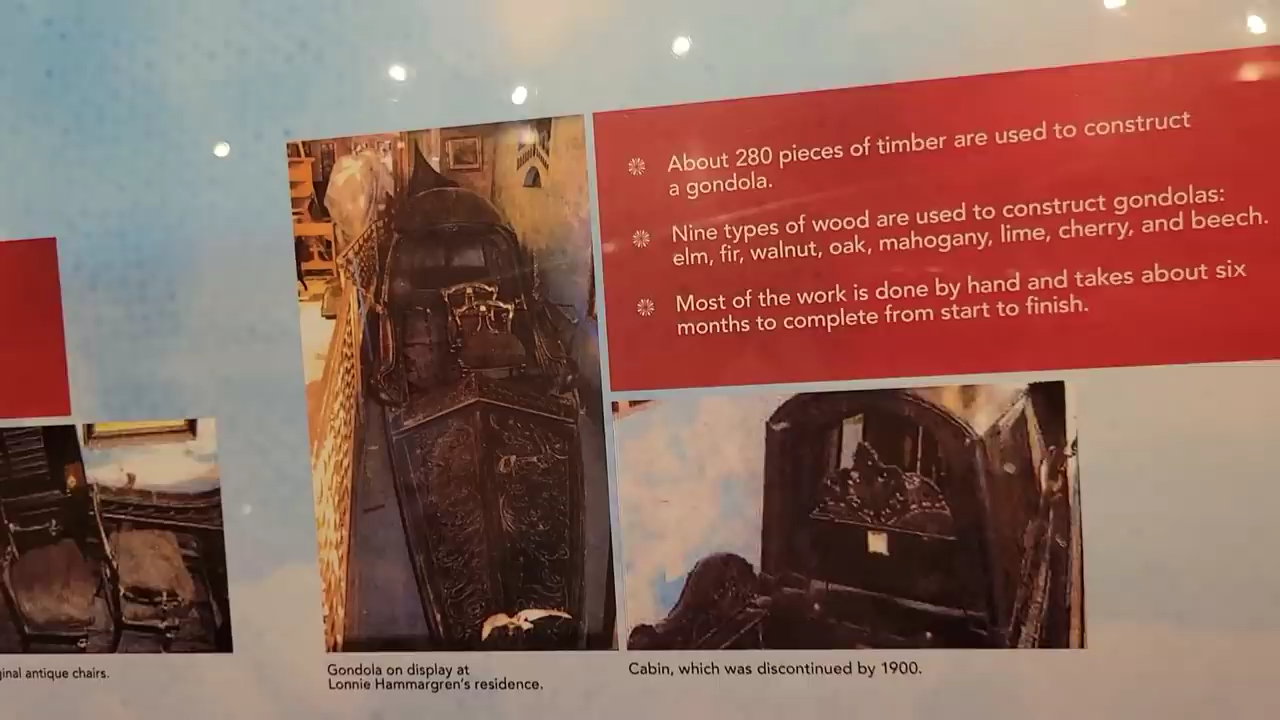 About 280 pieces of timber are used to construct
a gondola.
Nine types of wood are used to construct gondolas:
elm, fir, walnut, oak, mahogany, lime, cherry, and beech.
Most of the work is done by hand and takes about six
months to complete from start to finish.
antique chairs.
Gondola on display at
Lonnie Hammargren's residence.
Cabin, which was discontinued by 1900.